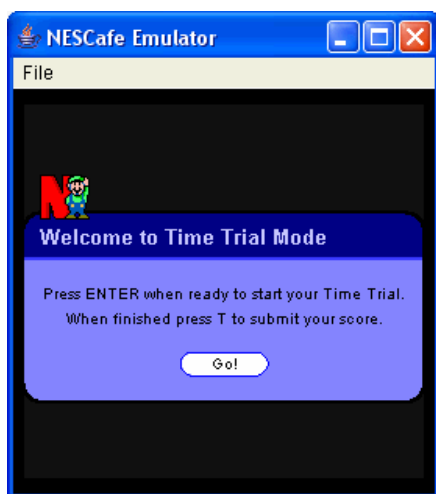 NESCafe Emulator
File
N
Welcome to Time Trial Mode
Press ENTER when ready to start your Time Trial.
When finished press T to submit your score.
Go!